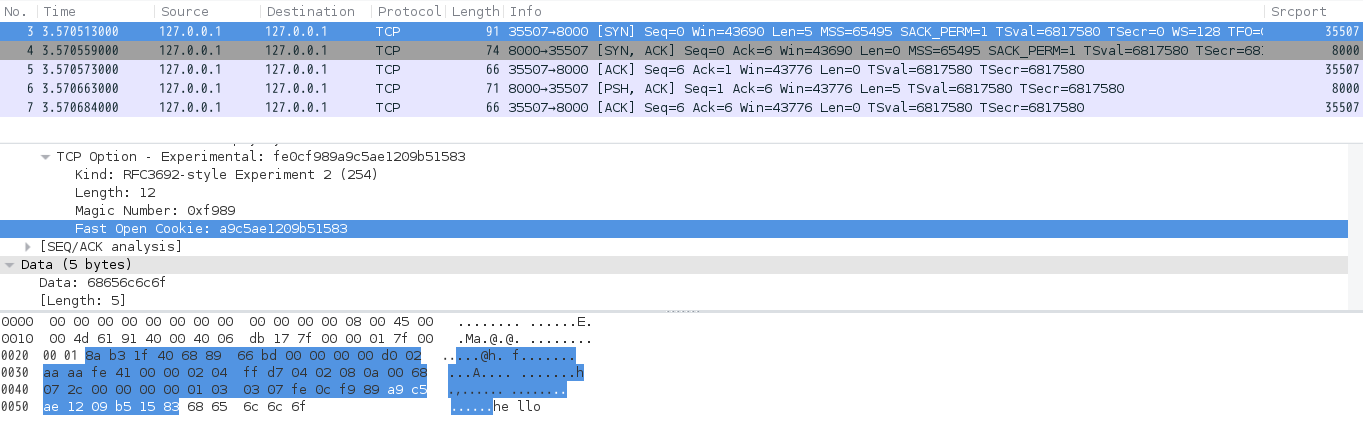 No. Time Source Destination Protocol Length Info Srcport
3 3.570513000 127.0.0.1 127.0.0.1 TCP 91 35507→8000 [SYN] Seq=0 Win=43690 Len=5 MSS=65495 SACK_PERM=1 TSval=6817580 TSecr=0 WS=128 TFO=( 35507
4 3.570559000 127.0.0.1 127.0.0.1 TCP 74 8000→35507 [SYN, ACK] Seq=0 Ack=6 Win=43690 Len=0 MSS=65495 SACK_PERM=1 TSval=6817580 TSecr=68: 8000
5 3.570573000 127.0.0.1 127.0.0.1 TCP 66 35507→8000 [ACK] Seq=6 Ack=1 Win=43776 Len=0 TSval=6817580 TSecr=6817580 35507
6 3.570663000 127.0.0.1 127.0.0.1 TCP 71 8000→35507 [PSH, ACK] Seq=1 Ack=6 Win=43776 Len=5 TSval=6817580 TSecr=6817580 8000
7 3.570684000 127.0.0.1 127.0.0.1 TCP 66 35507→8000 [ACK] Seq=6 Ack=6 Win=43776 Len=0 TSval=6817580 TSecr=6817580 35507
TCP Option - Experimental: fe0cf989a9c5ae1209b51583
Kind: RFC3692-style Experiment 2 (254)
Length: 12
Magic Number: 0xf989
Fast Open Cookie: a9c5ae1209b51583
[SEQ/ACK analysis]
Data (5 bytes)
Data: 68656c6c6f
[Length: 5]
0000 00 00 00 00 00 00 00 00 00 00 00 00 08 00 45 00 ........ ......E.
0010 00 4d 61 91 40 00 40 06 db 17 7f 00 00 01 7f 00 .Ma.@.@. ........
0020 00 01 8a b3 1f 40 68 89 66 bd 00 00 00 00 d0 02 .....@h. f.......
0030 aa aa fe 41 00 00 02 04 ff d7 04 02 08 0a 00 68 ...A.... .......h
0040 07 2c 00 00 00 00 01 03 03 07 fe 0c f9 89 a9 c5 .,...... ........
0050 ae 12 09 b5 15 83 68 65 6c 6c 6f ......he llo